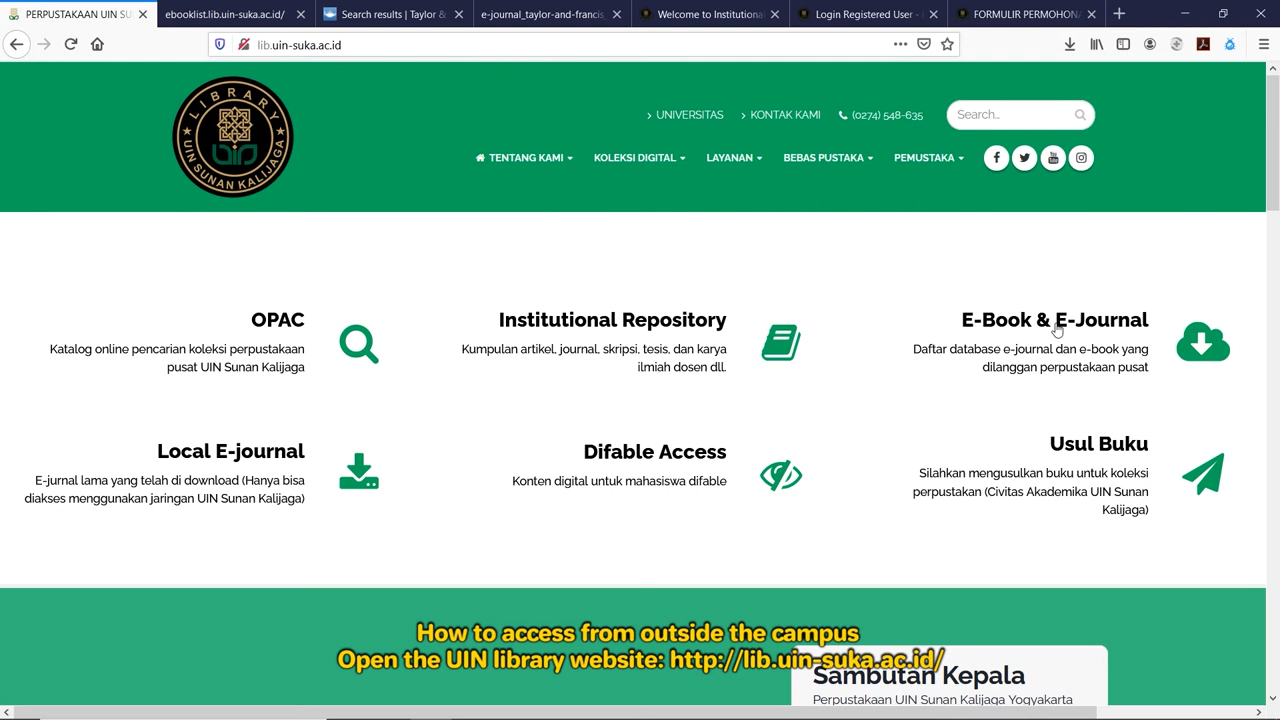 PERPUSTAKAAN UIN SU
ebooklist.lib.uin-suka.ac.id/
Search results | Taylor &
e-journal_taylor-and-francis
Welcome to Institutional
Login Registered User -
FORMULIR PERMOHONA
lib.uin-suka.ac.id
LIBRARY
UIN SUNAN KALIJAGA
UNIVERSITAS
KONTAK KAMI
(0274) 548-635
Search...
TENTANG KAMI
KOLEKSI DIGITAL
LAYANAN
BEBAS PUSTAKA
PEMUSTAKA
OPAC
Katalog online pencarian koleksi perpustakaan
pusat UIN Sunan Kalijaga
Institutional Repository
Kumpulan artikel, journal, skripsi, tesis, dan karya
ilmiah dosen dll.
E-Book & E-Journal
Daftar database e-journal dan e-book yang
dilanggan perpustakaan pusat
Local E-journal
E-jurnal lama yang telah di download (Hanya bisa
diakses menggunakan jaringan UIN Sunan Kalijaga)
Difable Access
Konten digital untuk mahasiswa difable
Usul Buku
Silahkan mengusulkan buku untuk koleksi
perpustakan (Civitas Akademika UIN Sunan
Kalijaga)
How to access from outside the campus
Open the UIN library website: http://lib.uin-suka.ac.id/
Sambutan Kepala
Perpustakaan UIN Sunan Kalijaga Yogyakarta